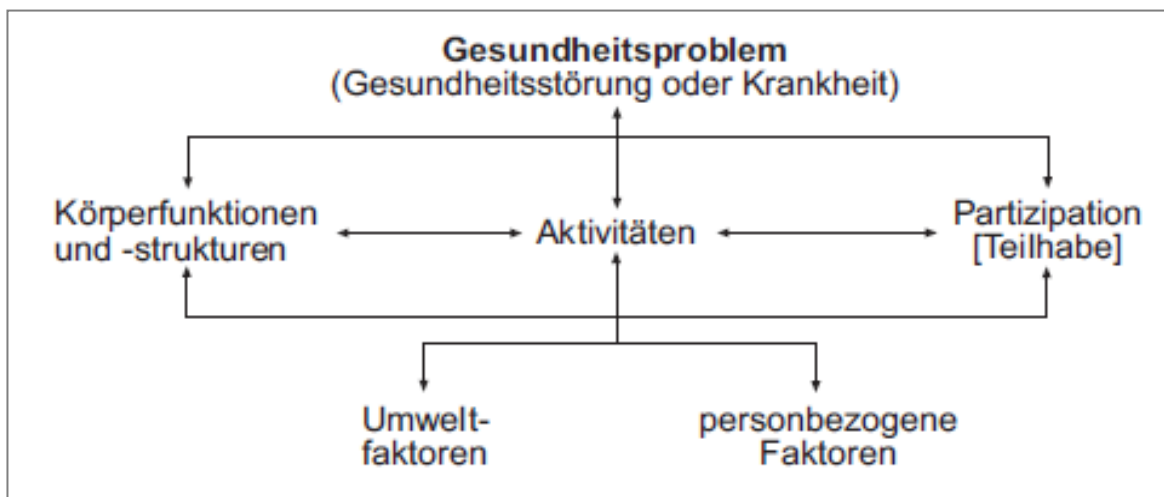 Gesundheitsproblem
(Gesundheitsstörung oder Krankheit)
Körperfunktionen
und -strukturen
Aktivitäten
Partizipation
[Teilhabe]
Umwelt-
faktoren
personbezogene
Faktoren